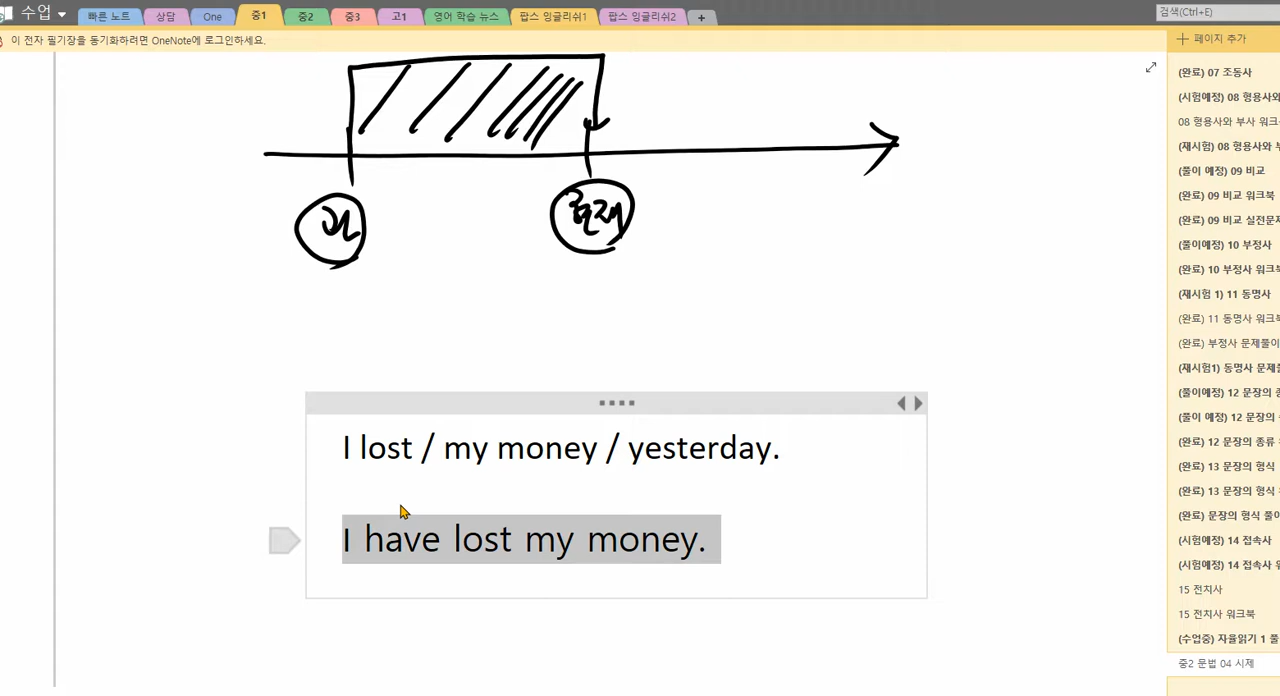 수업
빠른 노트
상담
One
중1
중2
중3
고1
영어 학습 뉴스
팝스 잉글리쉬1
팝스 잉글리쉬2
+
검색(Ctrl+E)
이 전자 필기장을 동기화하려면 OneNote에 로그인하세요.
페이지 추가
(완료) 07 조동사
(시험예정) 08 형용사와
08 형용사와 부사 워크
(재시험) 08 형용사와 부
(풀이 예정) 09 비교
(완료) 09 비교 워크북
(완료) 09 비교 실전문제
(풀이예정) 10 부정사
(완료) 10 부정사 워크북
(재시험 1) 11 동명사
(완료) 11 동명사 워크북
(완료) 부정사 문제풀이
(재시험1) 동명사 문제풀
(풀이예정) 12 문장의 종
(풀이 예정) 12 문장의
(완료) 12 문장의 종류
(완료) 13 문장의 형식
(완료) 13 문장의 형식
(완료) 문장의 형식 풀이
(시험예정) 14 접속사
(시험예정) 14 접속사 워
15 전치사
15 전치사 워크북
(수업중) 자율읽기 1 풀
중2 문법 04 시제
현재
I lost / my money / yesterday.
I have lost my money.